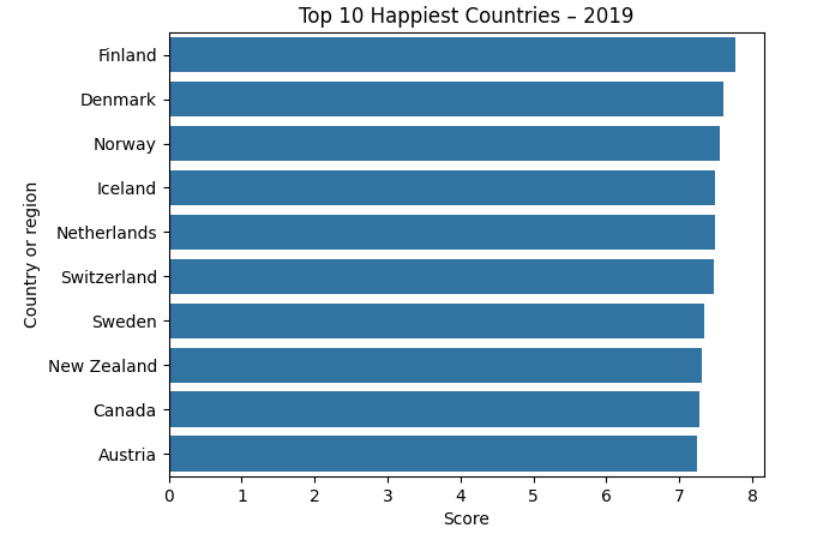 Top 10 Happiest Countries – 2019
Country or region
Finland
Denmark
Norway
Iceland
Netherlands
Switzerland
Sweden
New Zealand
Canada
Austria
0 1 2 3 4 5 6 7 8
Score